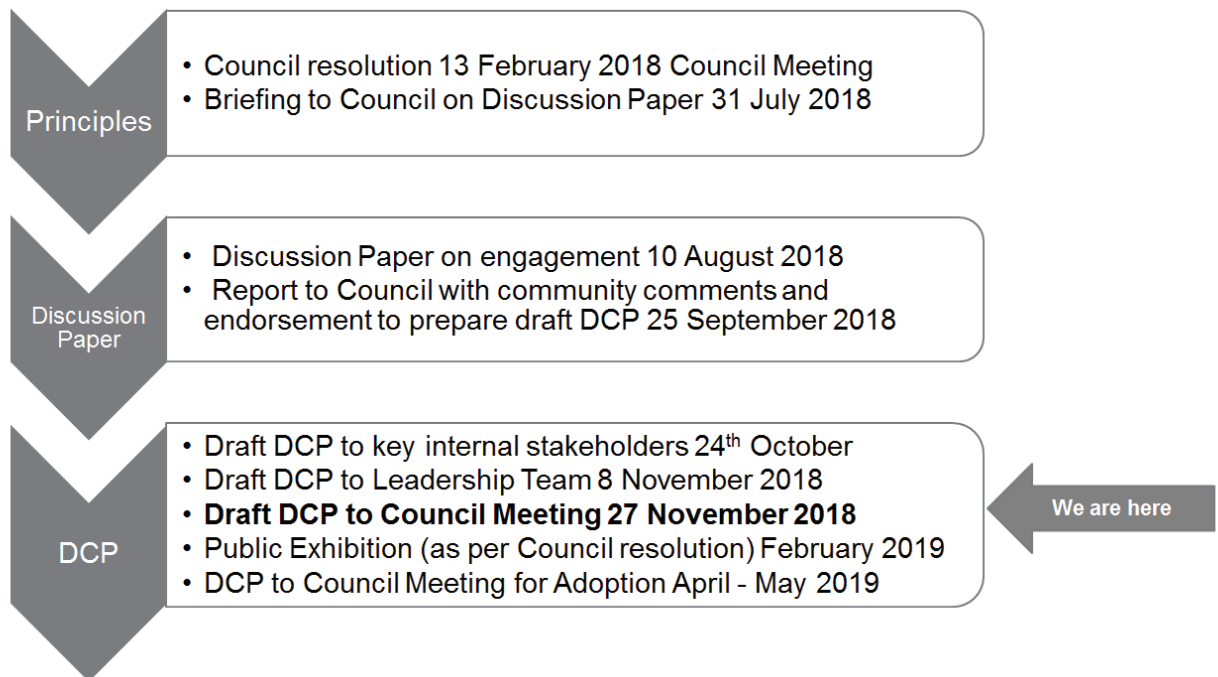 Principles
• Council resolution 13 February 2018 Council Meeting
• Briefing to Council on Discussion Paper 31 July 2018
Discussion
Paper
• Discussion Paper on engagement 10 August 2018
• Report to Council with community comments and
endorsement to prepare draft DCP 25 September 2018
DCP
• Draft DCP to key internal stakeholders 24th October
• Draft DCP to Leadership Team 8 November 2018
• Draft DCP to Council Meeting 27 November 2018
• Public Exhibition (as per Council resolution) February 2019
• DCP to Council Meeting for Adoption April - May 2019
We are here